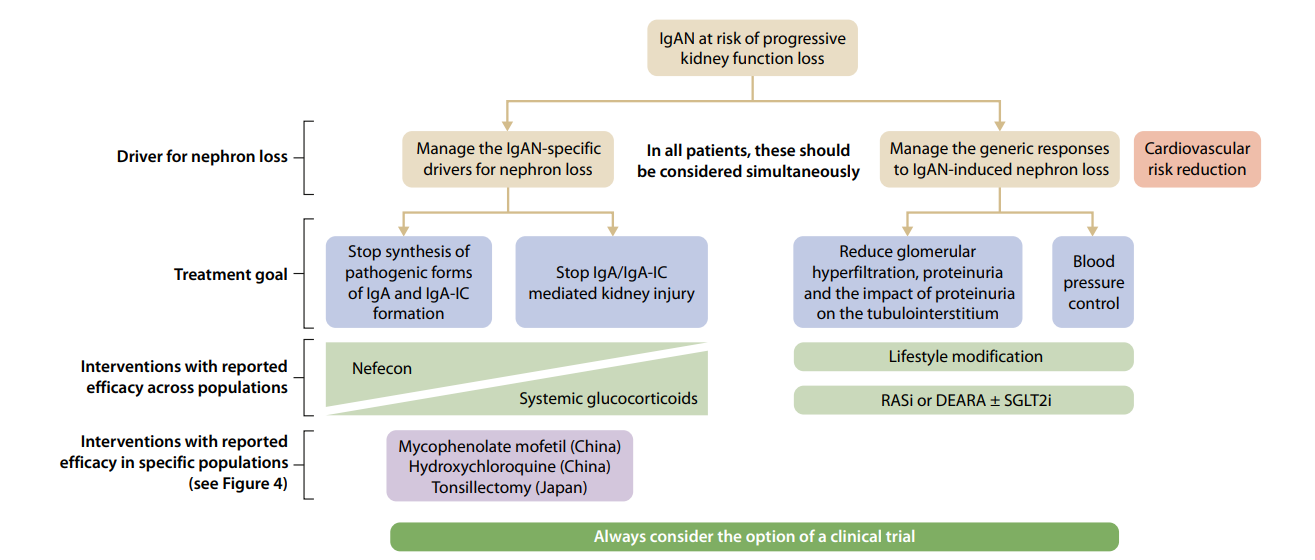 IgAN at risk of progressive
kidney function loss
Driver for nephron loss
Manage the IgAN-specific
drivers for nephron loss
In all patients, these should
be considered simultaneously
Manage the generic responses
to IgAN-induced nephron loss
Cardiovascular
risk reduction
Treatment goal
Stop synthesis of
pathogenic forms
of IgA and IgA-IC
formation
Stop IgA/IgA-IC
mediated kidney injury
Reduce glomerular
hyperfiltration, proteinuria
and the impact of proteinuria
on the tubulointerstitium
Blood
pressure
control
Interventions with reported
efficacy across populations
Nefecon
Systemic glucocorticoids
Lifestyle modification
RASi or DEARA ± SGLT2i
Interventions with reported
efficacy in specific populations
(see Figure 4)
Mycophenolate mofetil (China)
Hydroxychloroquine (China)
Tonsillectomy (Japan)
Always consider the option of a clinical trial